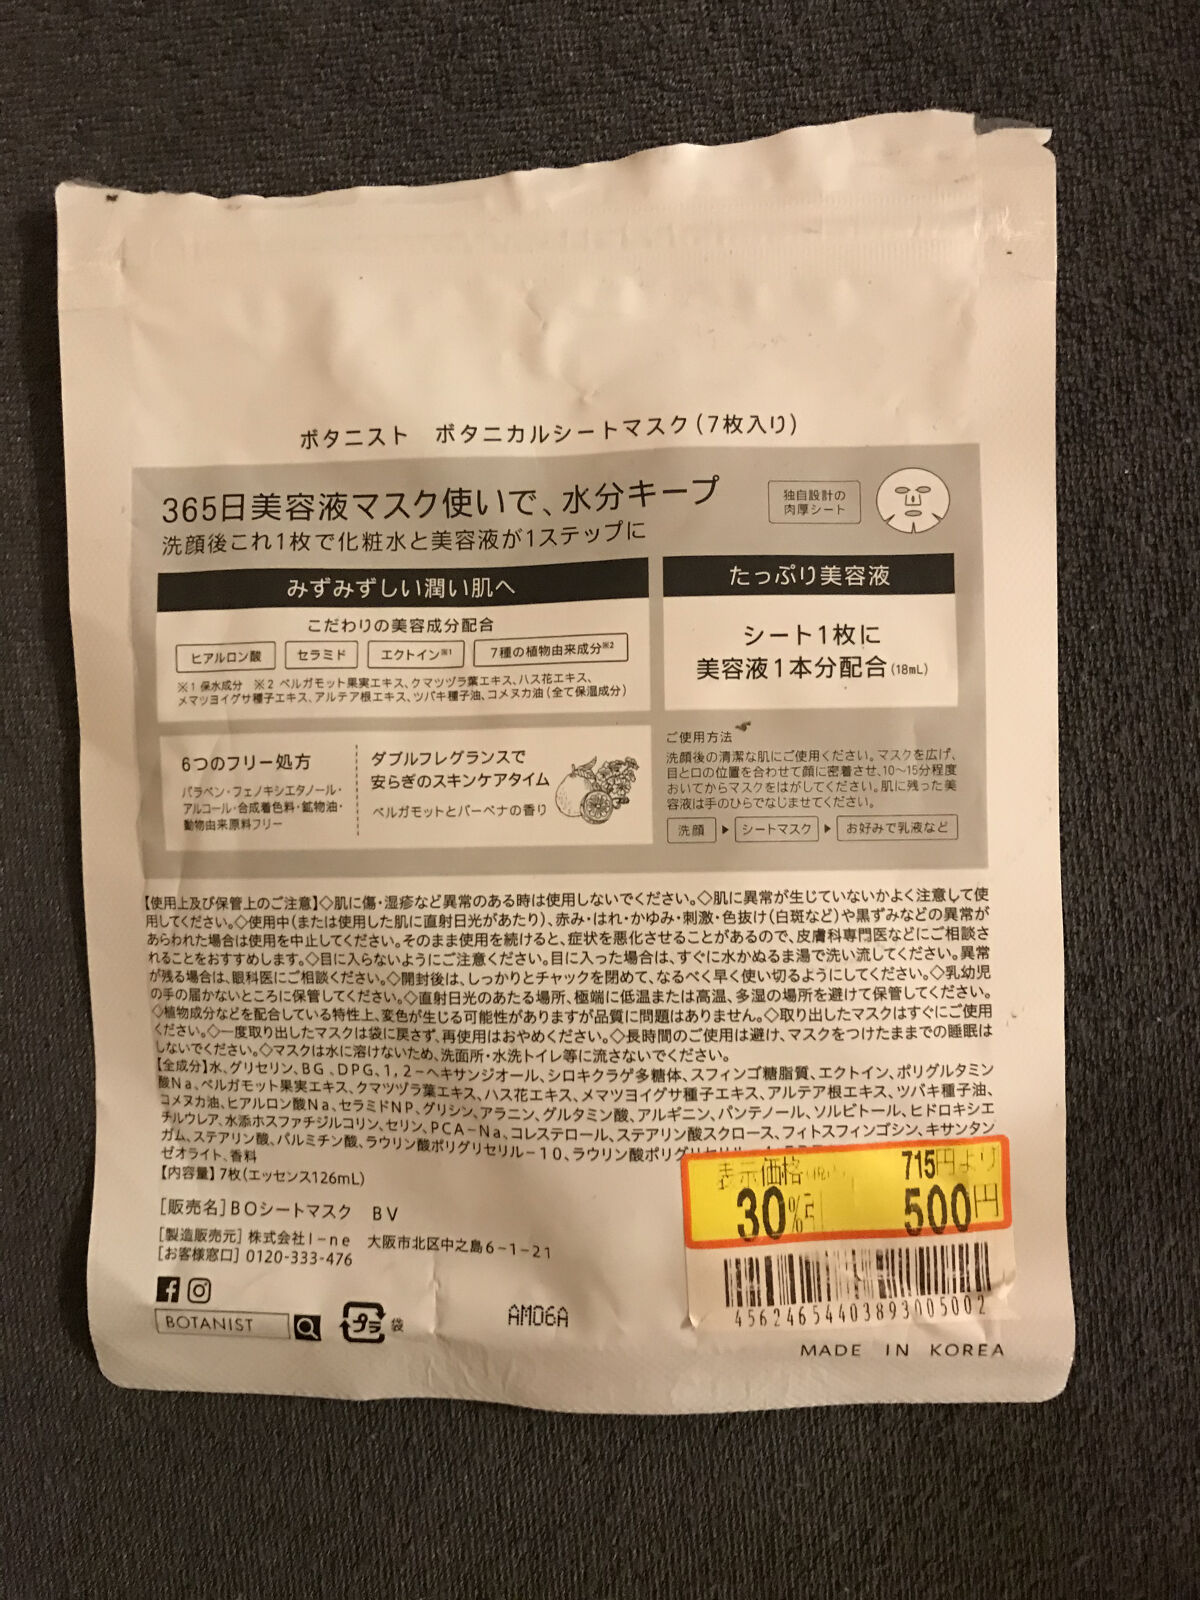 ボタニスト ボタニカルシートマスク(7枚入り)
365日美容液マスク使いで、水分キープ
洗顔後これ1枚で化粧水と美容液が1ステップに
独自設計の
肉厚シート
みずみずしい潤い肌へ
こだわりの美容成分配合
ヒアルロン酸 セラミド エクトイン※1 7種の植物由来成分※2
※1 保水成分 ※2 ベルガモット果実エキス、クマツヅラ葉エキス、ハス花エキス、
メマツヨイグサ種子エキス、アルテア根エキス、ツバキ種子油、コメヌカ油(全て保湿成分)
たっぷり美容液
シート1枚に
美容液1本分配合(18mL)
6つのフリー処方
パラベン・フェノキシエタノール・
アルコール・合成着色料・鉱物油・
動物由来原料フリー
ダブルフレグランスで
安らぎのスキンケアタイム
ベルガモットとバーベナの香り
ご使用方法
洗顔後の清潔な肌にご使用ください。マスクを広げ、
目と口の位置を合わせて顔に密着させ、10〜15分程度
おいてからマスクをはがしてください。肌に残った美
容液は手のひらでなじませてください。
洗顔 ▶ シートマスク ▶ お好みで乳液など
【使用上及び保管上のご注意】◇肌に傷・湿疹など異常のある時は使用しないでください。◇肌に異常が生じていないかよく注意して使
用してください。◇使用中(または使用した肌に直射日光があたり)、赤み・はれ・かゆみ・刺激・色抜け(白斑など)や黒ずみなどの異常が
あらわれた場合は使用を中止してください。そのまま使用を続けると、症状を悪化させることがあるので、皮膚科専門医などにご相談さ
れることをおすすめします。◇目に入らないようにご注意ください。目に入った場合は、すぐに水かぬるま湯で洗い流してください。異常
が残る場合は、眼科医にご相談ください。◇開封後は、しっかりとチャックを閉めて、なるべく早く使い切るようにしてください。◇乳幼児
の手の届かないところに保管してください。◇直射日光のあたる場所、極端に低温または高温、多湿の場所を避けて保管してください。
◇植物成分などを配合している特性上、変色が生じる可能性がありますが品質に問題はありません。◇取り出したマスクはすぐにご使用
ください。◇一度取り出したマスクは袋に戻さず、再使用はおやめください。◇長時間のご使用は避け、マスクをつけたままでの睡眠は
しないでください。◇マスクは水に溶けないため、洗面所・水洗トイレ等に流さないでください。
【全成分】水、グリセリン、BG、DPG、1,2-ヘキサンジオール、シロキクラゲ多糖体、スフィンゴ糖脂質、エクトイン、ポリグルタミン
酸Na、ベルガモット果実エキス、クマツヅラ葉エキス、ハス花エキス、メマツヨイグサ種子エキス、アルテア根エキス、ツバキ種子油、
コメヌカ油、ヒアルロン酸Na、セラミドNP、グリシン、アラニン、グルタミン酸、アルギニン、パンテノール、ソルビトール、ヒドロキシエ
チルウレア、水添ホスファチジルコリン、セリン、PCA-Na、コレステロール、ステアリン酸スクロース、フィトスフィンゴシン、キサンタン
ガム、ステアリン酸、パルミチン酸、ラウリン酸ポリグリセリル-10、ラウリン酸ポリグリセリル
ゼオライト、香料
【内容量】7枚(エッセンス126mL)
[販売名]BOシートマスク BV
[製造販売元] 株式会社I-ne 大阪市北区中之島6-1-21
[お客様窓口] 0120-333-476
BOTANIST
プラ 袋
AM06A
表示価格 715円より
30%引 500円
45624654403893005002
MADE IN KOREA